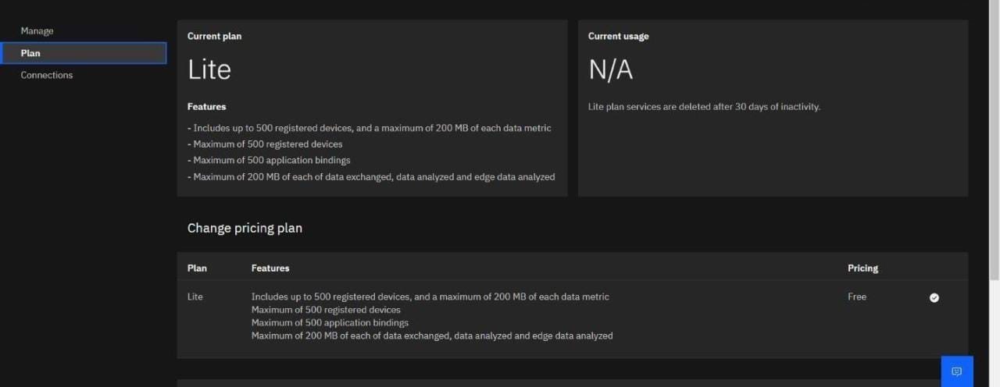 Manage
Plan
Connections
Current plan
Lite
Features
- Includes up to 500 registered devices, and a maximum of 200 MB of each data metric
- Maximum of 500 registered devices
- Maximum of 500 application bindings
- Maximum of 200 MB of each of data exchanged, data analyzed and edge data analyzed
Current usage
N/A
Lite plan services are deleted after 30 days of inactivity.
Change pricing plan
Plan Features Pricing
Lite Includes up to 500 registered devices, and a maximum of 200 MB of each data metric Free
Maximum of 500 registered devices
Maximum of 500 application bindings
Maximum of 200 MB of each of data exchanged, data analyzed and edge data analyzed